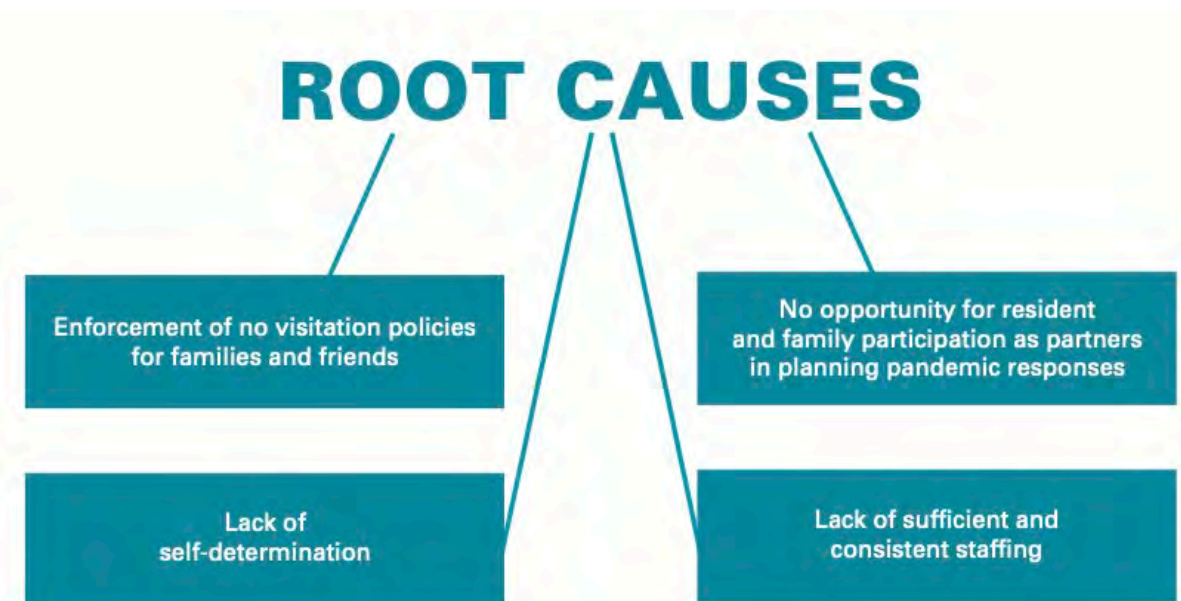 ROOT CAUSES
Enforcement of no visitation policies
for families and friends
No opportunity for resident
and family participation as partners
in planning pandemic responses
Lack of
self-determination
Lack of sufficient and
consistent staffing